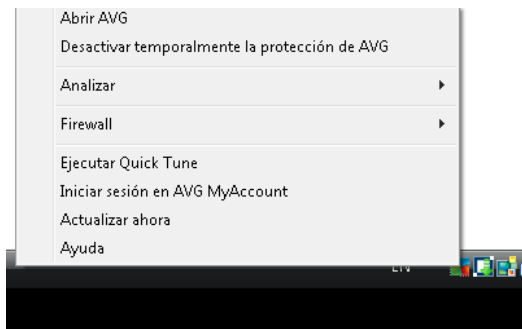 Abrir AVG
Desactivar temporalmente la protección de AVG
Analizar
Firewall
Ejecutar Quick Tune
Iniciar sesión en AVG MyAccount
Actualizar ahora
Ayuda
EN